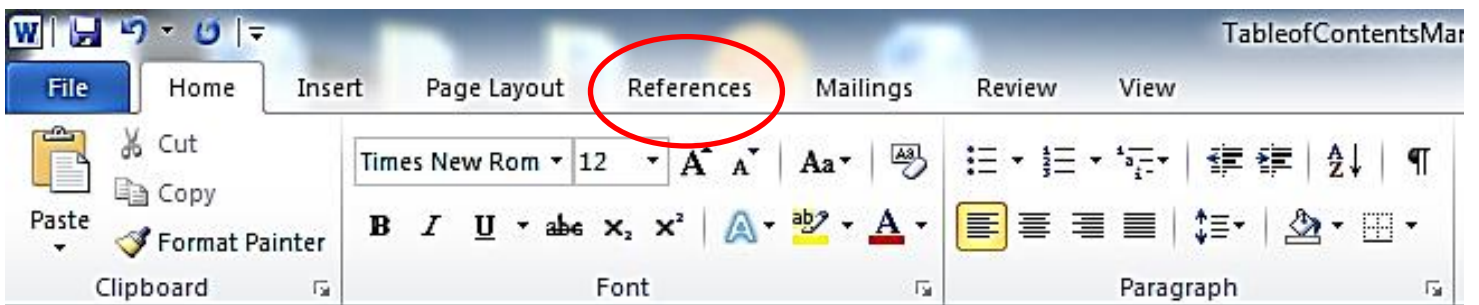 W TableofContentsMar
File Home Insert Page Layout References Mailings Review View
Cut
Times New Rom 12 A A Aa
Copy
Paste
Format Painter
B I U abc x₂ x² A ab A
Clipboard Font Paragraph